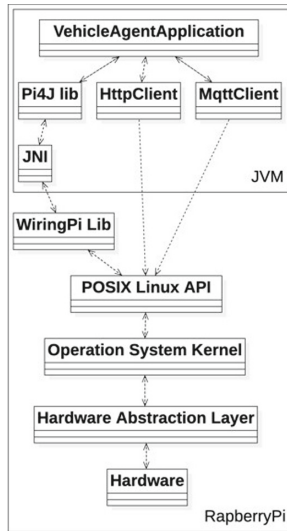 VehicleAgentApplication
Pi4J lib
HttpClient
MqttClient
JNI
JVM
WiringPi Lib
POSIX Linux API
Operation System Kernel
Hardware Abstraction Layer
Hardware
RapberryPi